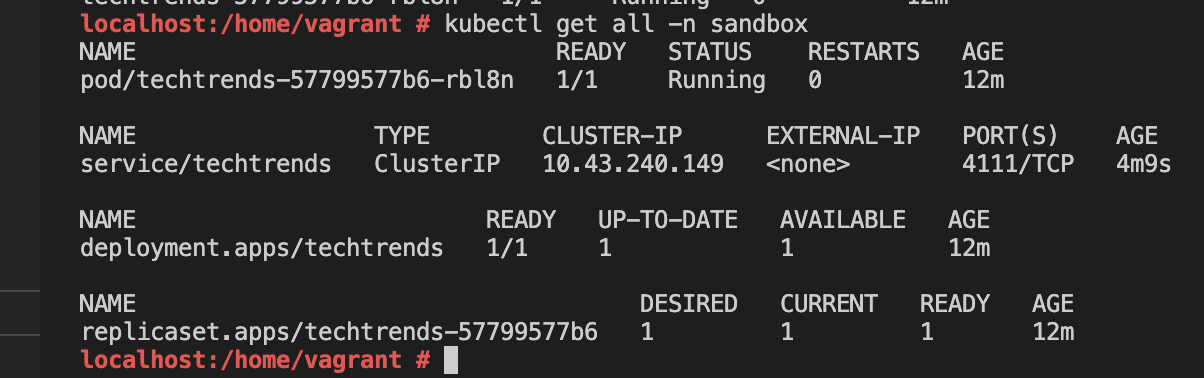 localhost:/home/vagrant # kubectl get all -n sandbox
NAME READY STATUS RESTARTS AGE
pod/techtrends-57799577b6-rbl8n 1/1 Running 0 12m
NAME TYPE CLUSTER-IP EXTERNAL-IP PORT(S) AGE
service/techtrends ClusterIP 10.43.240.149 <none> 4111/TCP 4m9s
NAME READY UP-TO-DATE AVAILABLE AGE
deployment.apps/techtrends 1/1 1 1 12m
NAME DESIRED CURRENT READY AGE
replicaset.apps/techtrends-57799577b6 1 1 1 12m
localhost:/home/vagrant #